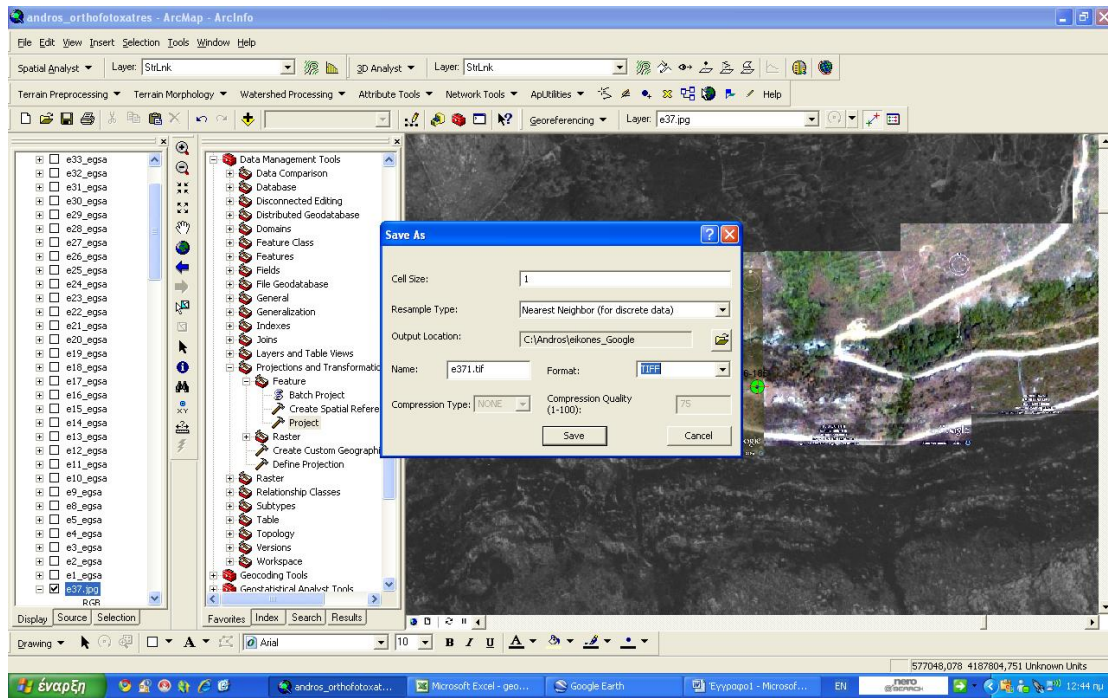 andros_orthofotoxatres - ArcMap - ArcInfo
File Edit View Insert Selection Tools Window Help
Spatial Analyst Layer: StrLnk 3D Analyst Layer: StrLnk
Terrain Preprocessing Terrain Morphology Watershed Processing Attribute Tools Network Tools ApUtilities Help
Georeferencing Layer: e37.jpg
e33_egsa
e32_egsa
e31_egsa
e30_egsa
e29_egsa
e28_egsa
e27_egsa
e26_egsa
e25_egsa
e24_egsa
e23_egsa
e22_egsa
e21_egsa
e20_egsa
e19_egsa
e18_egsa
e17_egsa
e16_egsa
e15_egsa
e14_egsa
e13_egsa
e12_egsa
e11_egsa
e10_egsa
e9_egsa
e8_egsa
e5_egsa
e4_egsa
e3_egsa
e2_egsa
e1_egsa
e37.jpg
RGB
Display Source Selection
Data Management Tools
Data Comparison
Database
Disconnected Editing
Distributed Geodatabase
Domains
Feature Class
Features
Fields
File Geodatabase
General
Generalization
Indexes
Joins
Layers and Table Views
Projections and Transformatic
Feature
Batch Project
Create Spatial Refere
Project
Raster
Create Custom Geographi
Define Projection
Raster
Relationship Classes
Subtypes
Table
Topology
Versions
Workspace
Geocoding Tools
Geostatistical Analyst Tools
Favorites Index Search Results
Save As
Cell Size: 1
Resample Type: Nearest Neighbor (for discrete data)
Output Location: C:\Andros\eikones_Google
Name: e371.tif Format: TIFF
Compression Type: NONE Compression Quality (1-100): 75
Save Cancel
Drawing A Arial 10 B I U A
577048,078 4187804,751 Unknown Units
έναρξη andros_orthofotoxat... Microsoft Excel - geo... Google Earth Έγγραφο1 - Microsof... EN nero SEARCH 12:44 πμ